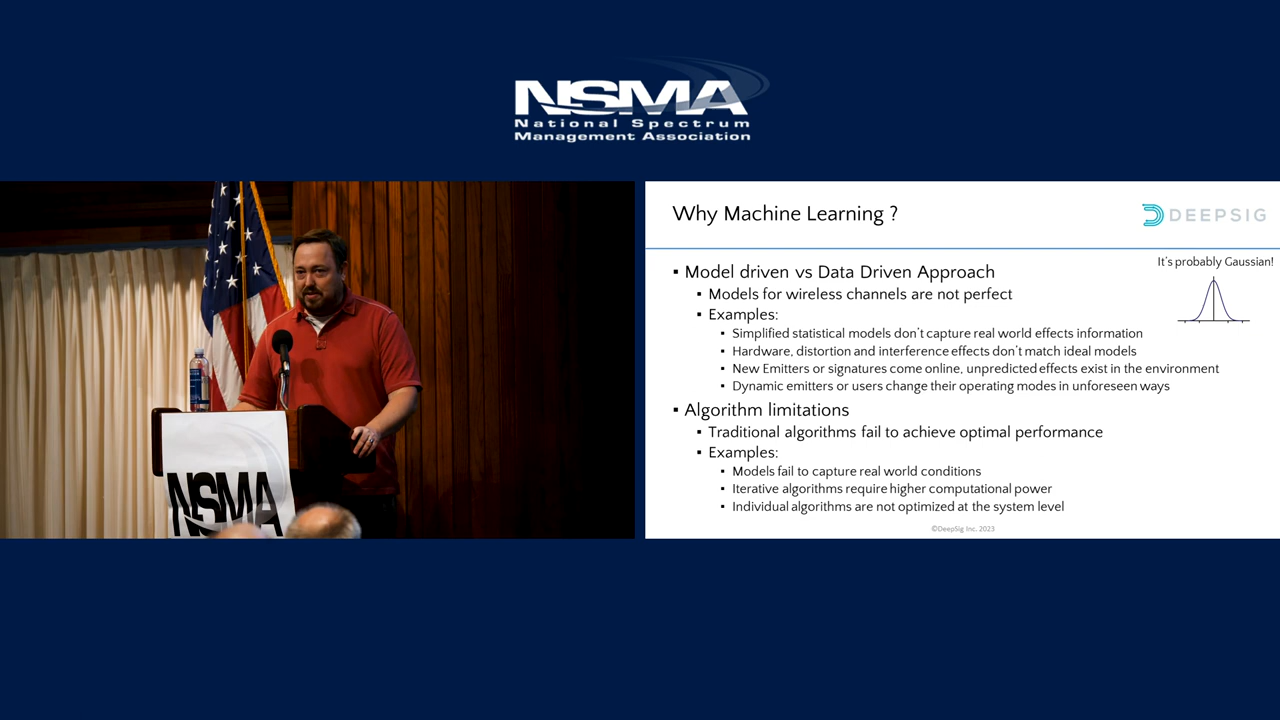 NSMA
National Spectrum
Management Association
NSMA
Why Machine Learning ?
DEEPSIG
It's probably Gaussian!
▪ Model driven vs Data Driven Approach
▪ Models for wireless channels are not perfect
▪ Examples:
▪ Simplified statistical models don't capture real world effects information
▪ Hardware, distortion and interference effects don't match ideal models
▪ New Emitters or signatures come online, unpredicted effects exist in the environment
▪ Dynamic emitters or users change their operating modes in unforeseen ways
▪ Algorithm limitations
▪ Traditional algorithms fail to achieve optimal performance
▪ Examples:
▪ Models fail to capture real world conditions
▪ Iterative algorithms require higher computational power
▪ Individual algorithms are not optimized at the system level
©DeepSig Inc. 2023